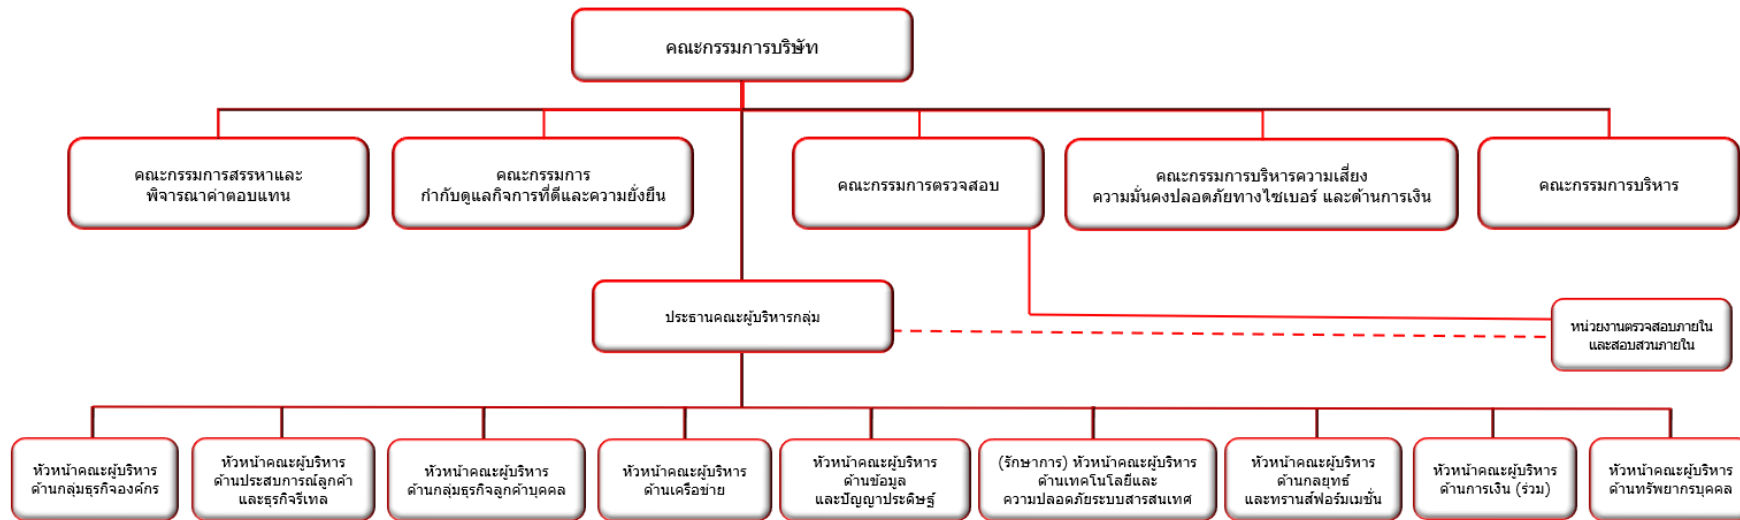 คณะกรรมการบริษัท
คณะกรรมการสรรหาและ
พิจารณาค่าตอบแทน
คณะกรรมการ
กำกับดูแลกิจการที่ดีและความยั่งยืน
คณะกรรมการตรวจสอบ
คณะกรรมการบริหารความเสี่ยง
ความมั่นคงปลอดภัยทางไซเบอร์ และด้านการเงิน
คณะกรรมการบริหาร
ประธานคณะผู้บริหารกลุ่ม
หน่วยงานตรวจสอบภายใน
และสอบสวนภายใน
หัวหน้าคณะผู้บริหาร
ด้านกลุ่มธุรกิจองค์กร
หัวหน้าคณะผู้บริหาร
ด้านประสบการณ์ลูกค้า
และธุรกิจรีเทล
หัวหน้าคณะผู้บริหาร
ด้านกลุ่มธุรกิจลูกค้าบุคคล
หัวหน้าคณะผู้บริหาร
ด้านเครือข่าย
หัวหน้าคณะผู้บริหาร
ด้านข้อมูล
และปัญญาประดิษฐ์
(รักษาการ) หัวหน้าคณะผู้บริหาร
ด้านเทคโนโลยีและ
ความปลอดภัยระบบสารสนเทศ
หัวหน้าคณะผู้บริหาร
ด้านกลยุทธ์
และทรานส์ฟอร์มเมชั่น
หัวหน้าคณะผู้บริหาร
ด้านการเงิน (ร่วม)
หัวหน้าคณะผู้บริหาร
ด้านทรัพยากรบุคคล